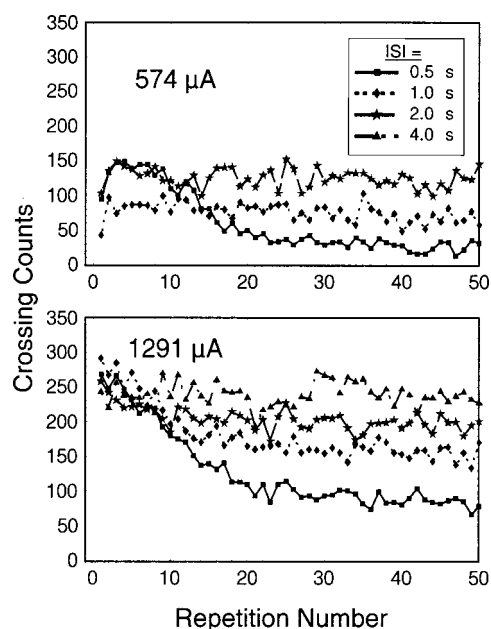 350
300
250
200
150
100
50
0
574 µA
ISI =
0.5 s
1.0 s
2.0 s
4.0 s
0 10 20 30 40 50
Crossing Counts
350
300
250
200
150
100
50
0
1291 µA
0 10 20 30 40 50
Repetition Number